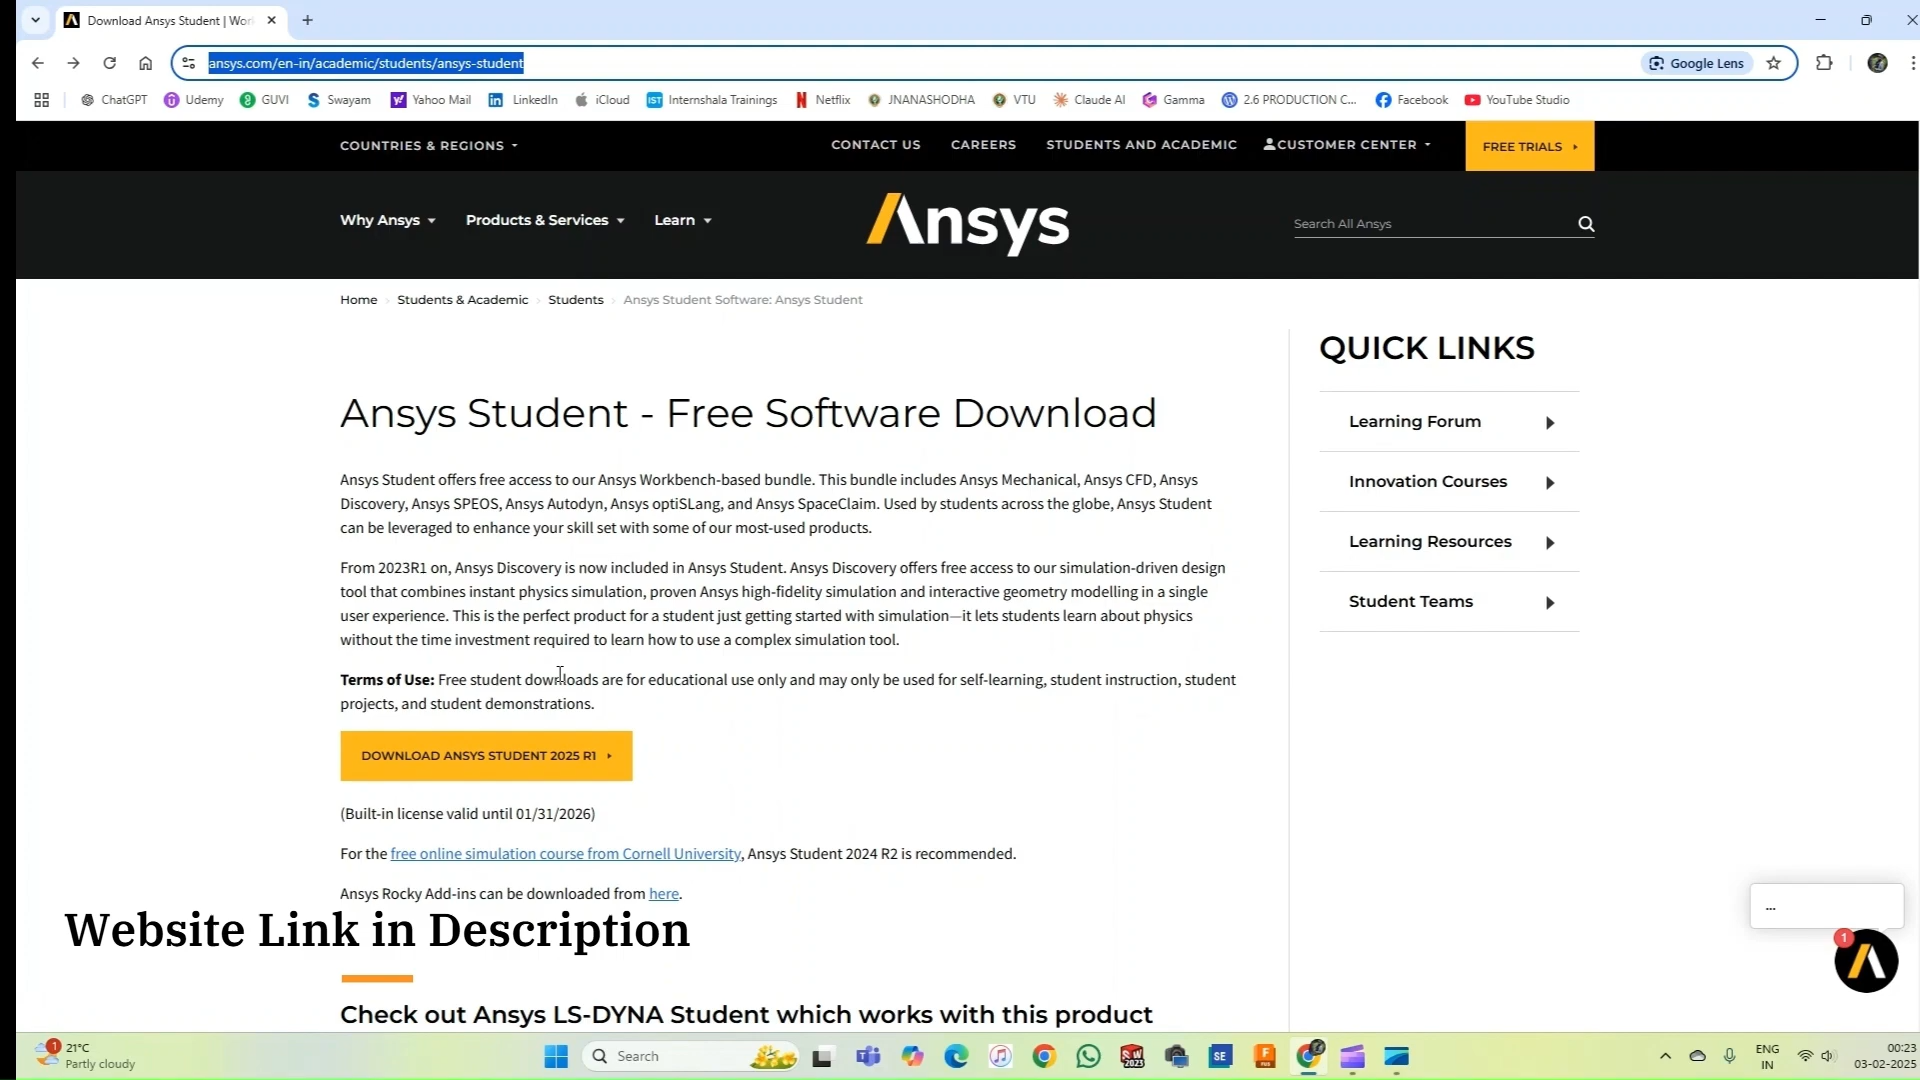 Download Ansys Student | Wor
ansys.com/en-in/academic/students/ansys-student
Google Lens
ChatGPT
Udemy
GUVI
Swayam
Yahoo Mail
LinkedIn
iCloud
IST
Internshala Trainings
Netflix
JNANASHODHA
VTU
Claude AI
Gamma
2.6 PRODUCTION C...
Facebook
YouTube Studio
COUNTRIES & REGIONS
CONTACT US
CAREERS
STUDENTS AND ACADEMIC
CUSTOMER CENTER
FREE TRIALS
Why Ansys
Products & Services
Learn
Ansys
Search All Ansys
Home
Students & Academic
Students
Ansys Student Software: Ansys Student
QUICK LINKS
Learning Forum
Innovation Courses
Learning Resources
Student Teams
Ansys Student - Free Software Download
Ansys Student offers free access to our Ansys Workbench-based bundle. This bundle includes Ansys Mechanical, Ansys CFD, Ansys
Discovery, Ansys SPEOS, Ansys Autodyn, Ansys optiSLang, and Ansys SpaceClaim. Used by students across the globe, Ansys Student
can be leveraged to enhance your skill set with some of our most-used products.
From 2023R1 on, Ansys Discovery is now included in Ansys Student. Ansys Discovery offers free access to our simulation-driven design
tool that combines instant physics simulation, proven Ansys high-fidelity simulation and interactive geometry modelling in a single
user experience. This is the perfect product for a student just getting started with simulation—it lets students learn about physics
without the time investment required to learn how to use a complex simulation tool.
Terms of Use: Free student downloads are for educational use only and may only be used for self-learning, student instruction, student
projects, and student demonstrations.
DOWNLOAD ANSYS STUDENT 2025 R1
(Built-in license valid until 01/31/2026)
For the free online simulation course from Cornell University, Ansys Student 2024 R2 is recommended.
Ansys Rocky Add-ins can be downloaded from here.
Website Link in Description
...
1
Check out Ansys LS-DYNA Student which works with this product
1
21°C
Partly cloudy
Search
SW
2023
SE
F
ENG
IN
00:23
03-02-2025